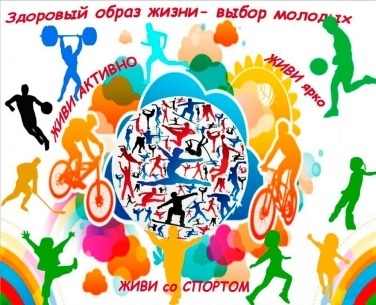 Здоровый образ жизни- выбор молодых
ЖИВИ АКТИВНО
ЖИВИ ярко
ЖИВИ со СПОРТОМ